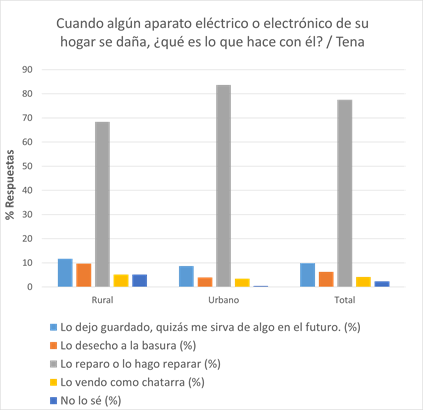 Cuando algún aparato eléctrico o electrónico de su
hogar se daña, ¿qué es lo que hace con él? / Tena
90
80
70
60
50
40
30
20
10
0
% Respuestas
Rural Urbano Total
Lo dejo guardado, quizás me sirva de algo en el futuro. (%)
Lo desecho a la basura (%)
Lo reparo o lo hago reparar (%)
Lo vendo como chatarra (%)
No lo sé (%)